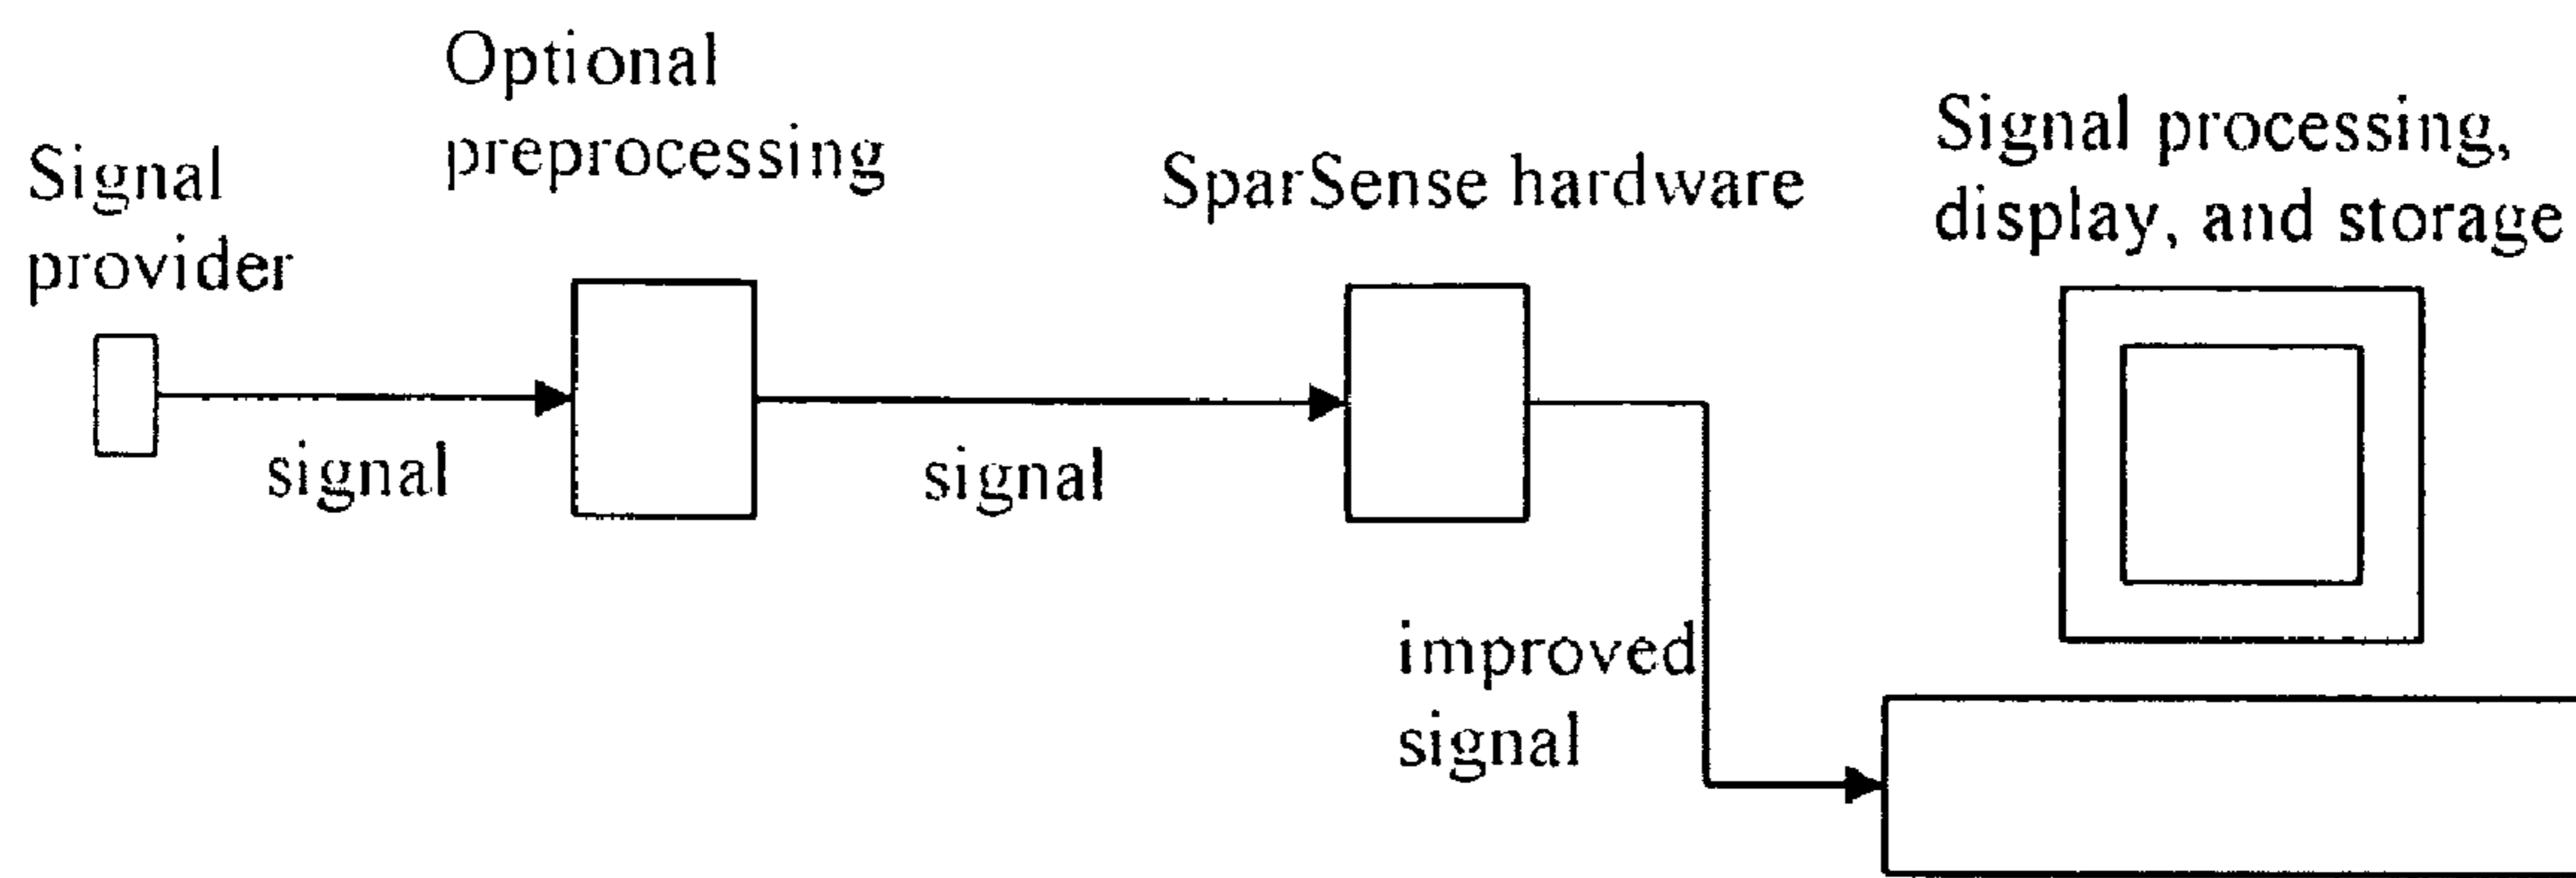 Signal
provider
Optional
preprocessing
SparSense hardware
Signal processing,
display, and storage
signal
signal
improved
signal